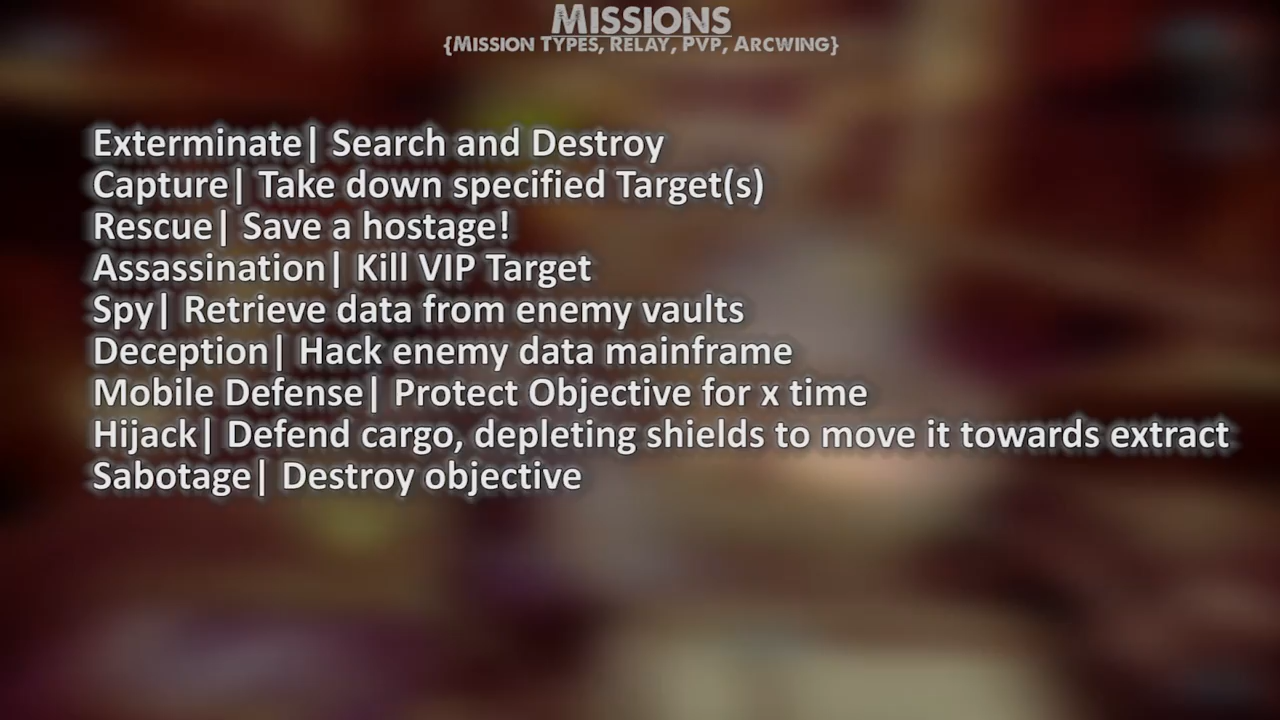 Missions
{Mission Types, Relay, PvP, Arcwing}
Exterminate| Search and Destroy
Capture| Take down specified Target(s)
Rescue| Save a hostage!
Assassination| Kill VIP Target
Spy| Retrieve data from enemy vaults
Deception| Hack enemy data mainframe
Mobile Defense| Protect Objective for x time
Hijack| Defend cargo, depleting shields to move it towards extract
Sabotage| Destroy objective